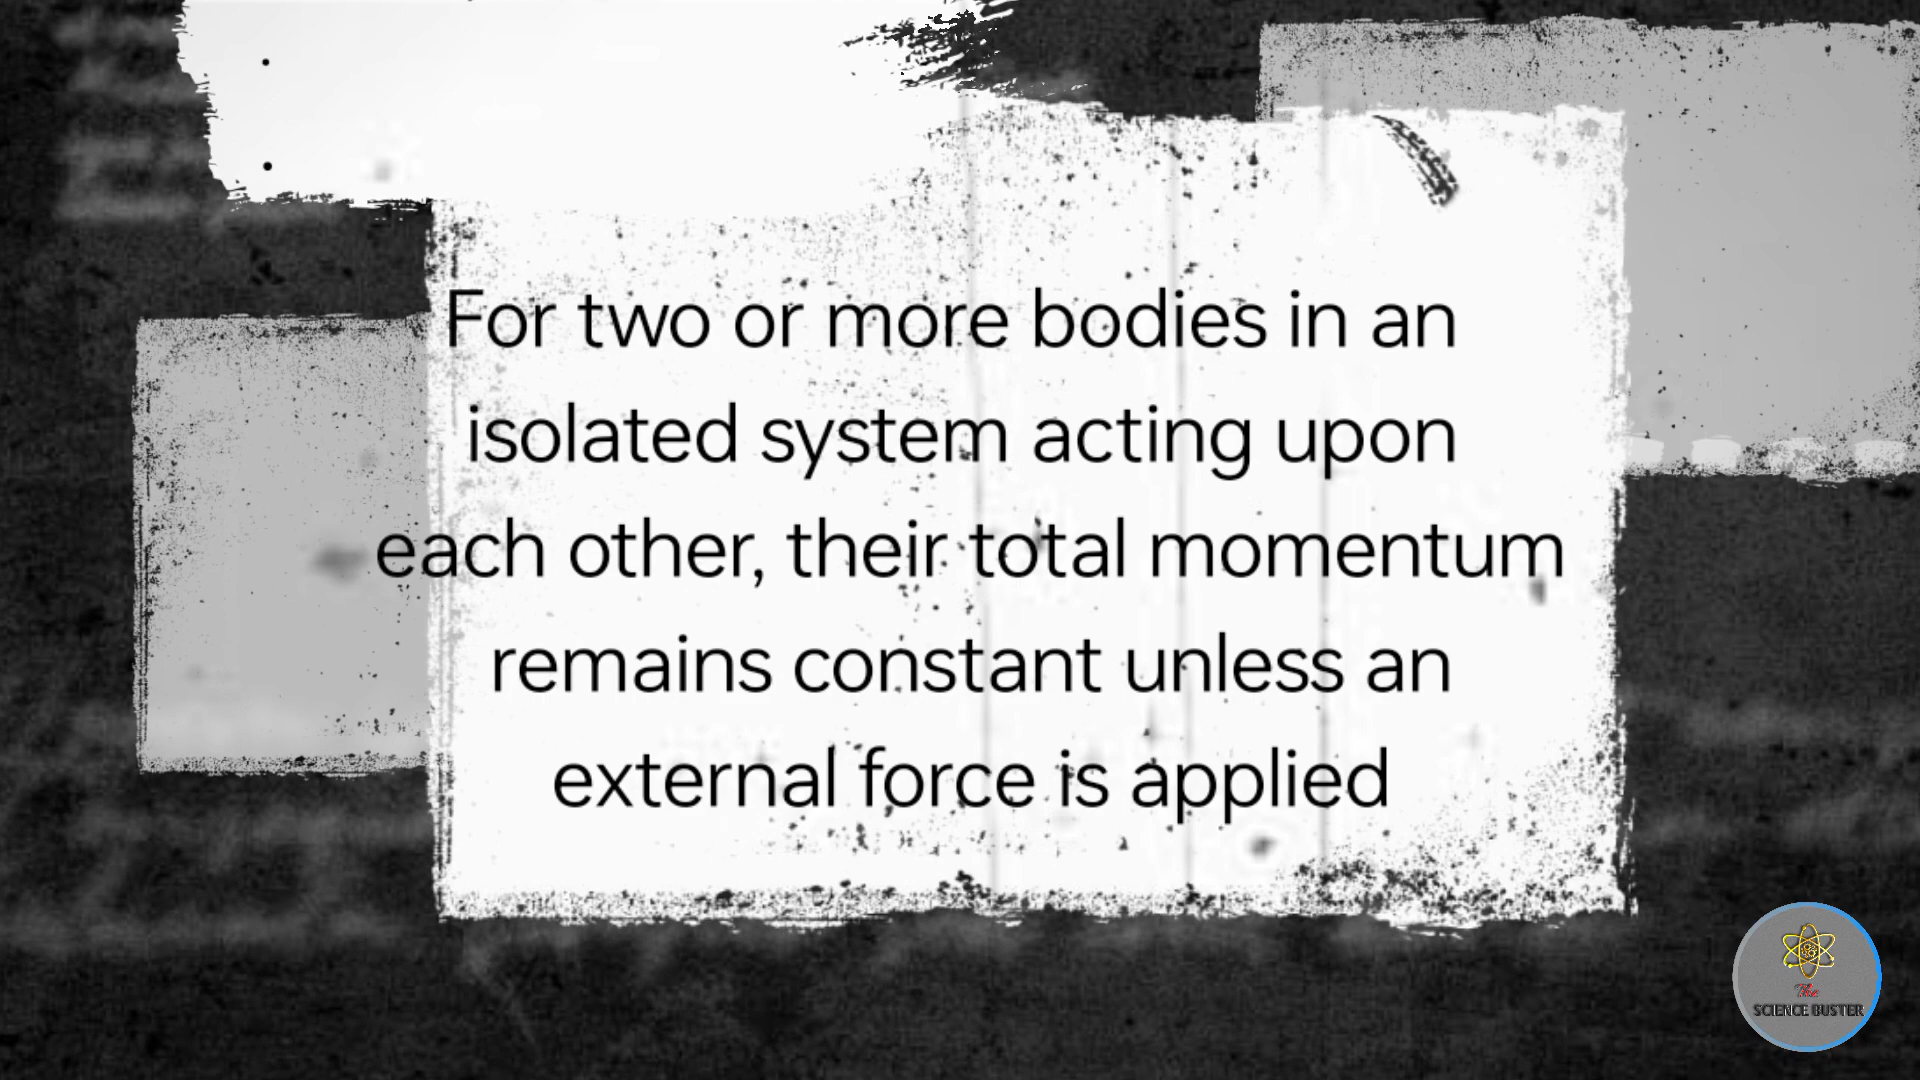 For two or more bodies in an
isolated system acting upon
each other, their total momentum
remains constant unless an
external force is applied
The
SCIENCE BUSTER